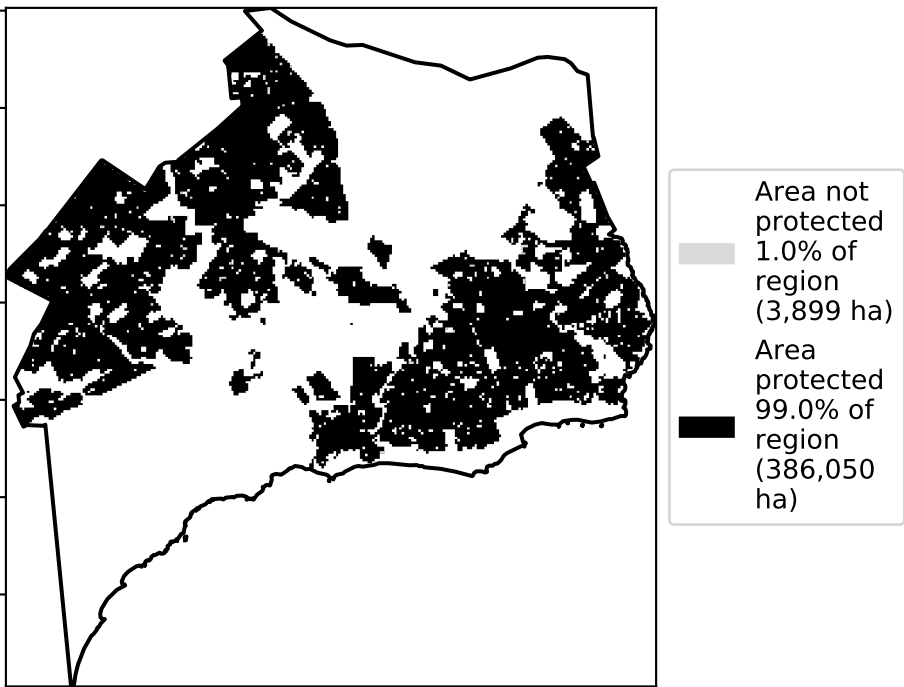 Area not
protected
1.0% of
region
(3,899 ha)
Area
protected
99.0% of
region
(386,050
ha)